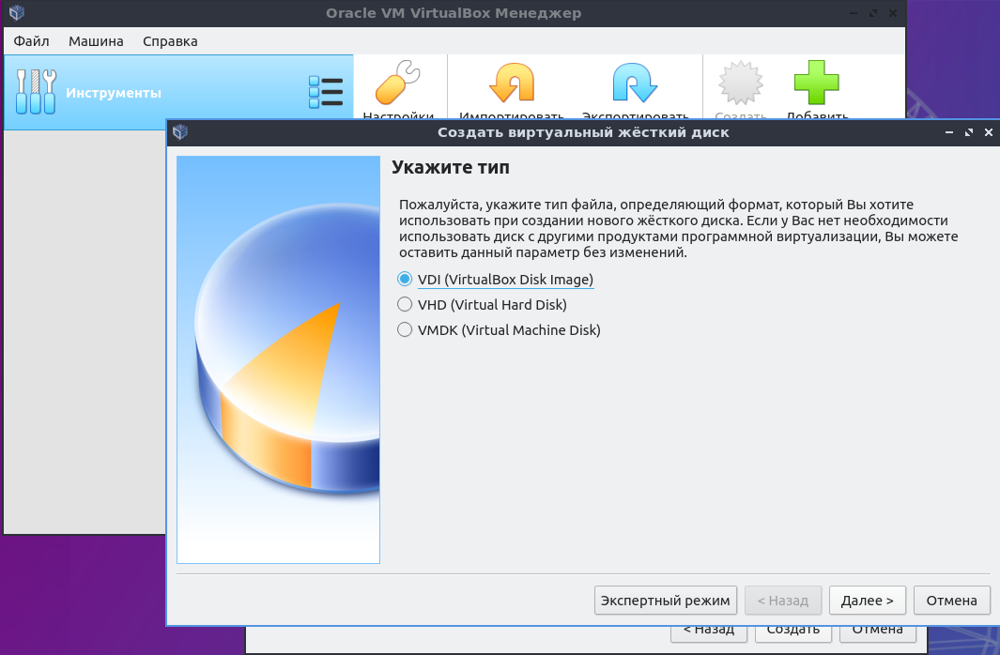 Oracle VM VirtualBox Менеджер
Файл Машина Справка
Инструменты
Настройки Импортировать Экспортировать Создать Добавить
Создать виртуальный жёсткий диск
Укажите тип
Пожалуйста, укажите тип файла, определяющий формат, который Вы хотите
использовать при создании нового жёсткого диска. Если у Вас нет необходимости
использовать диск с другими продуктами программной виртуализации, Вы можете
оставить данный параметр без изменений.
VDI (VirtualBox Disk Image)
VHD (Virtual Hard Disk)
VMDK (Virtual Machine Disk)
Экспертный режим < Назад Далее > Отмена
< Назад Создать Отмена